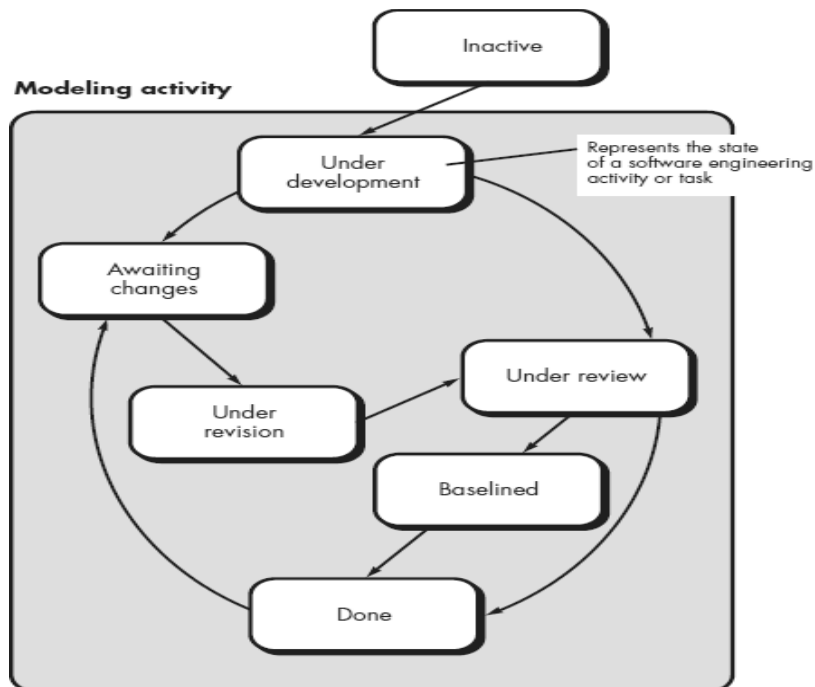 Inactive
Modeling activity
Under
development
Represents the state
of a software engineering
activity or task
Awaiting
changes
Under review
Under
revision
Baselined
Done